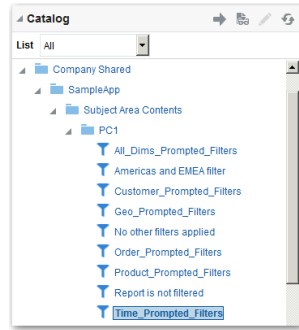 Catalog
List All
Company Shared
SampleApp
Subject Area Contents
PC1
All_Dims_Prompted_Filters
Americas and EMEA filter
Customer_Prompted_Filters
Geo_Prompted_Filters
No other filters applied
Order_Prompted_Filters
Product_Prompted_Filters
Report is not filtered
Time_Prompted_Filters